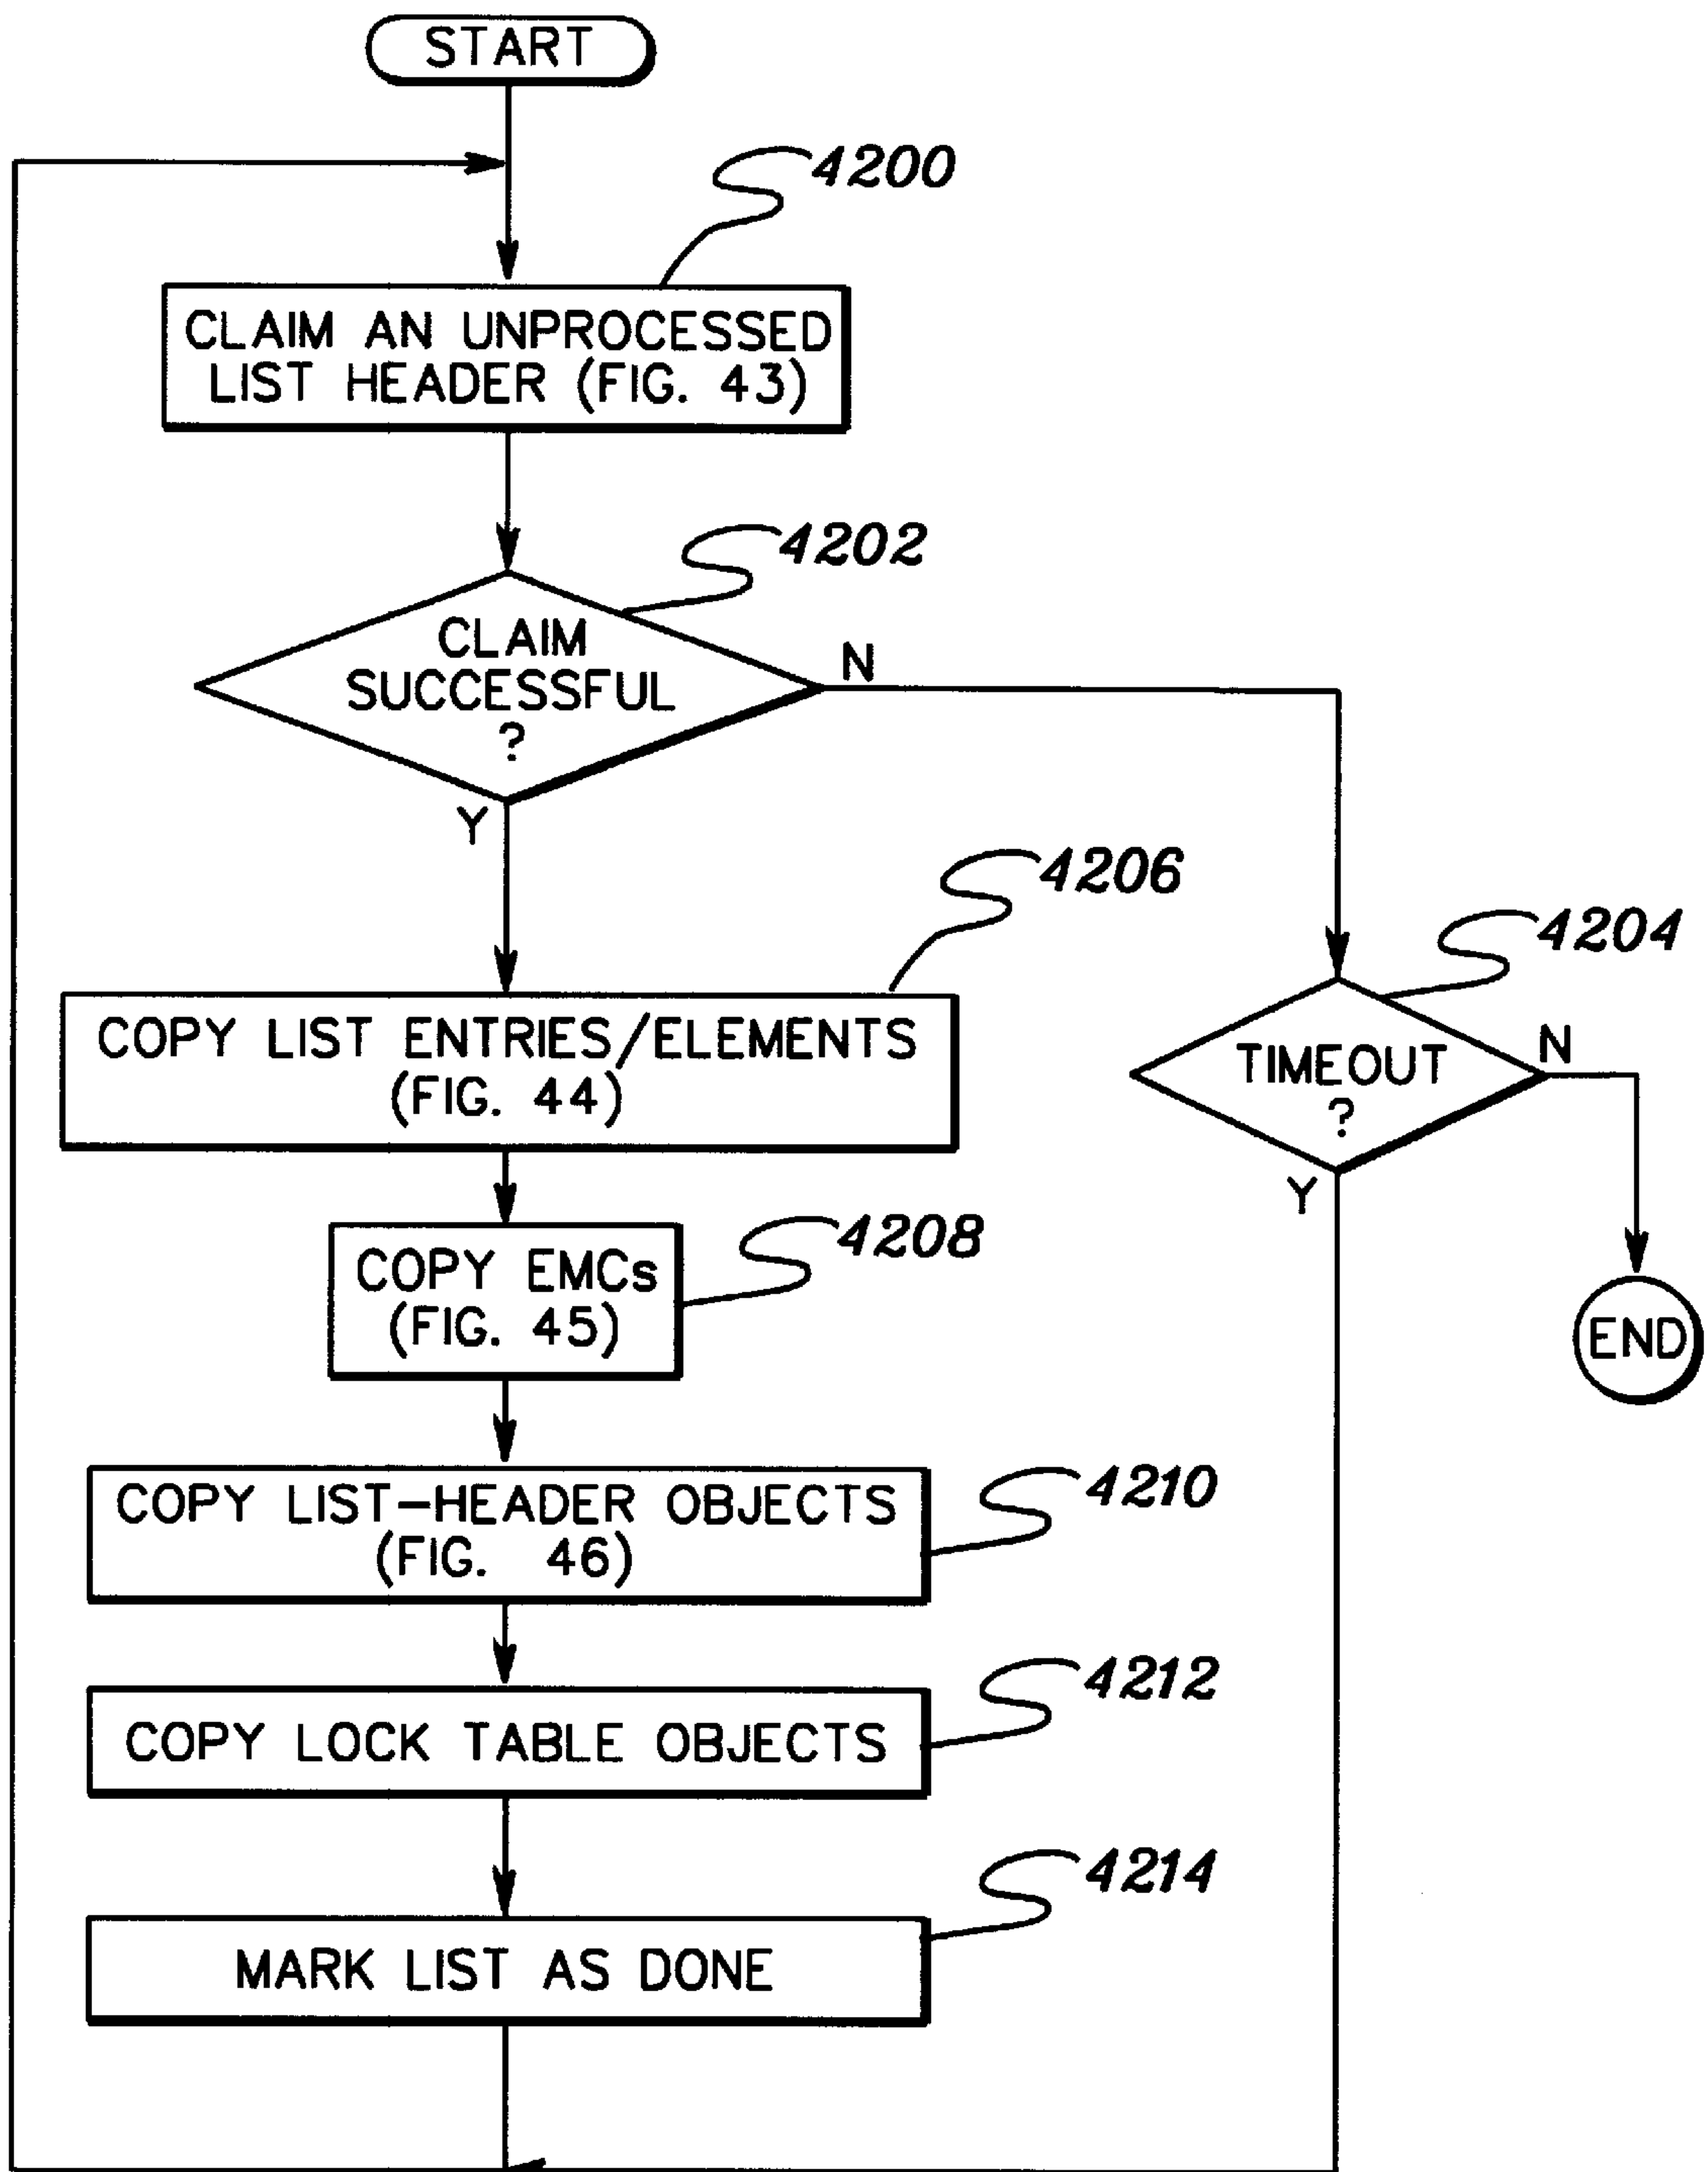 START
4200
CLAIM AN UNPROCESSED
LIST HEADER (FIG. 43)
4202
CLAIM
SUCCESSFUL
?
N
Y
4206
COPY LIST ENTRIES/ELEMENTS
(FIG. 44)
4204
TIMEOUT
?
N
Y
END
4208
COPY EMCs
(FIG. 45)
4210
COPY LIST-HEADER OBJECTS
(FIG. 46)
4212
COPY LOCK TABLE OBJECTS
4214
MARK LIST AS DONE